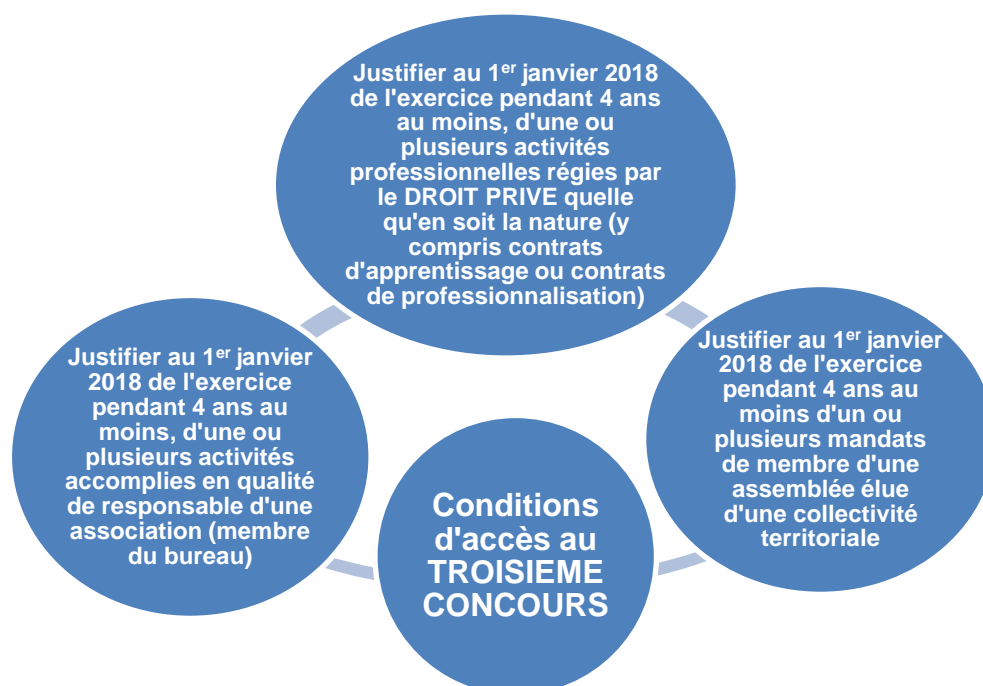 Justifier au 1er janvier 2018
de l'exercice pendant 4 ans
au moins, d'une ou
plusieurs activités
professionnelles régies par
le DROIT PRIVE quelle
qu'en soit la nature (y
compris contrats
d'apprentissage ou contrats
de professionnalisation)
Justifier au 1er janvier
2018 de l'exercice
pendant 4 ans au
moins, d'une ou
plusieurs activités
accomplies en qualité
de responsable d'une
association (membre
du bureau)
Justifier au 1er janvier
2018 de l'exercice
pendant 4 ans au
moins d'un ou
plusieurs mandats
de membre d'une
assemblée élue
d'une collectivité
territoriale
Conditions
d'accès au
TROISIEME
CONCOURS